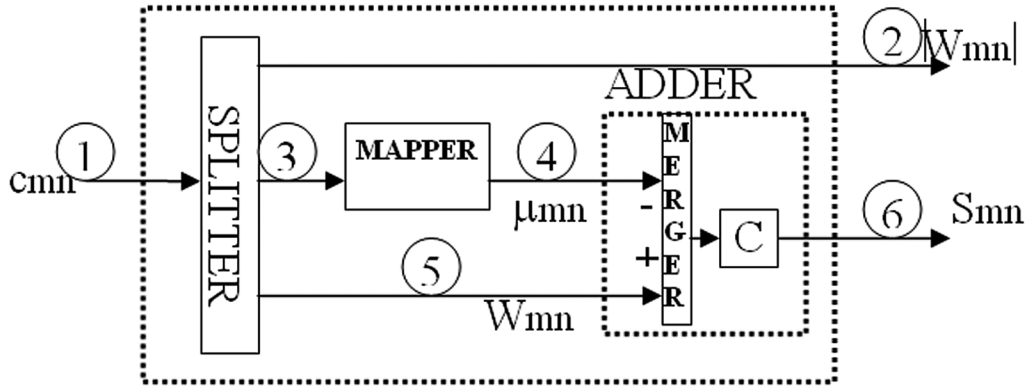 2
|Wmn|
ADDER
SPLITTER
1
cmn
3
MAPPER
4
μmn
MERGER
-
+
C
6
Smn
5
Wmn